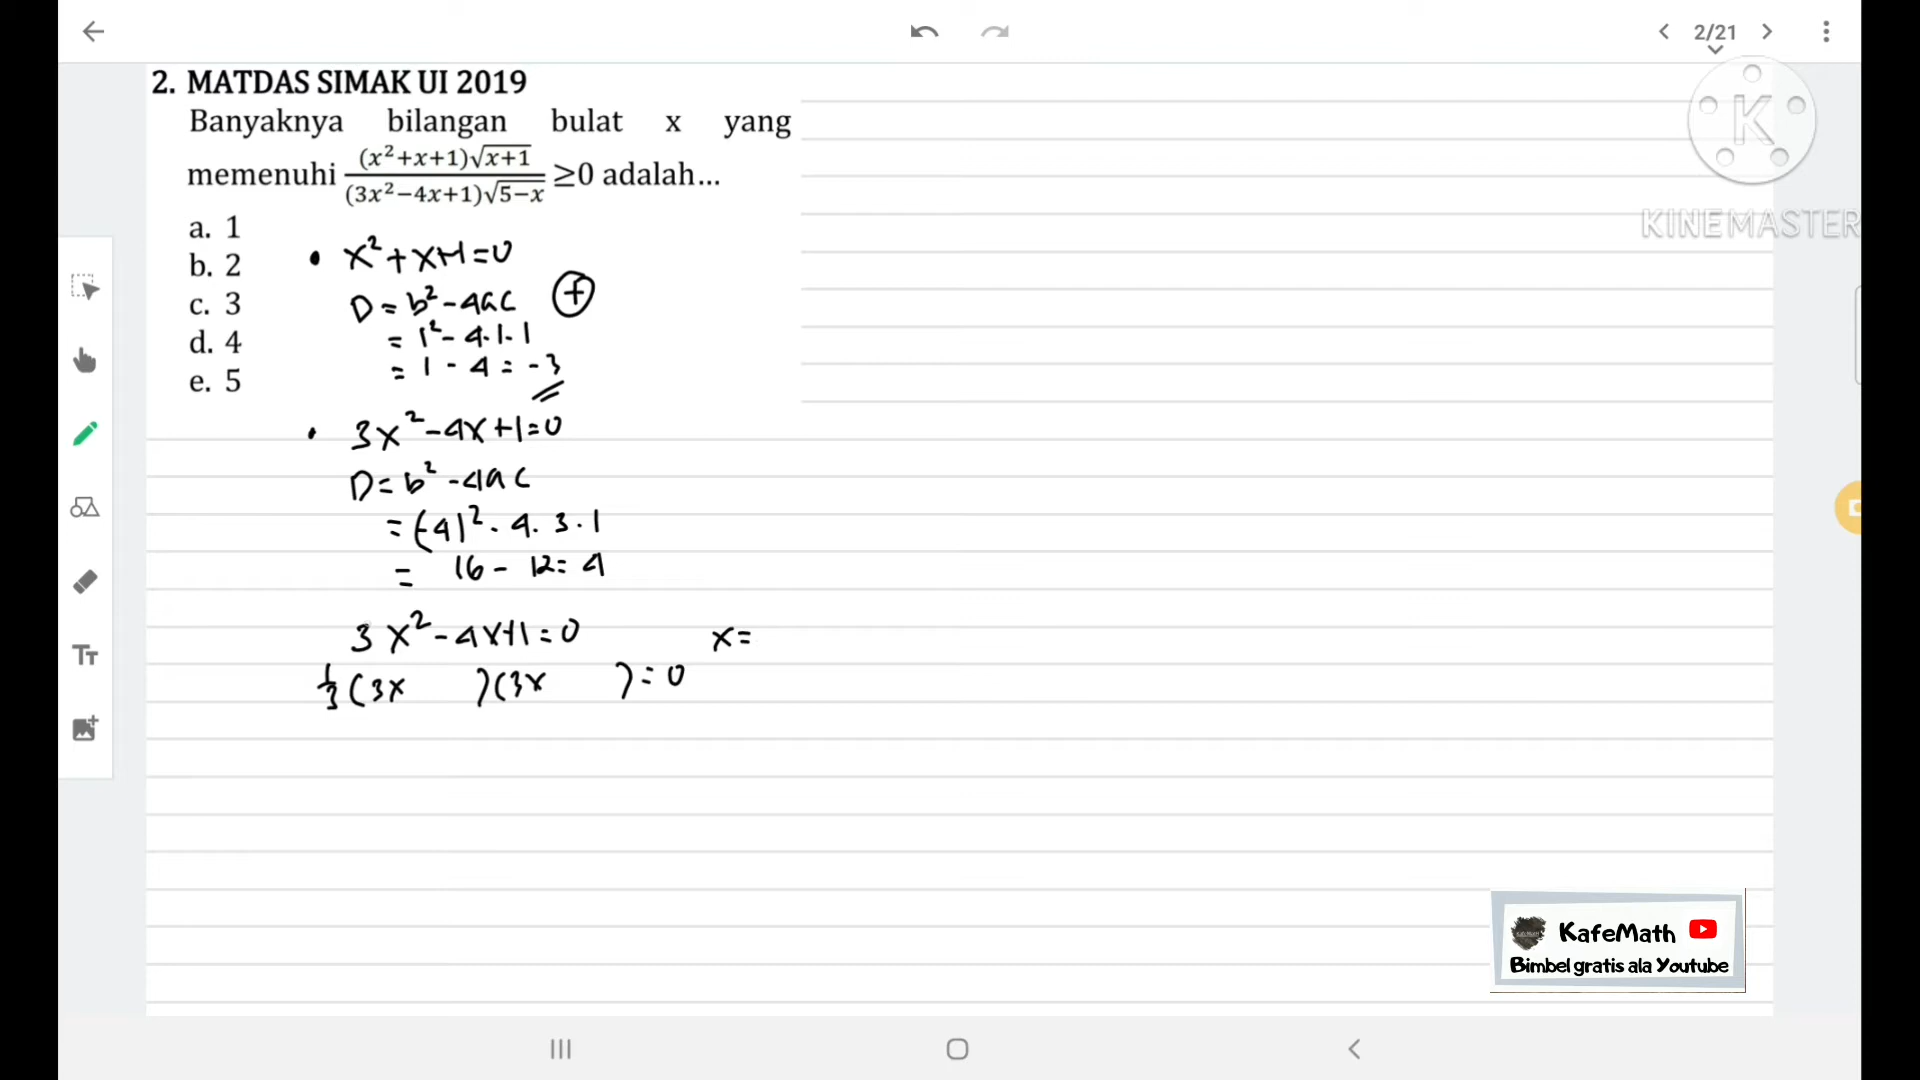 2/21
2. MATDAS SIMAK UI 2019
Banyaknya bilangan bulat x yang
memenuhi (x²+x+1)√x+1 / (3x²−4x+1)√5−x ≥0 adalah...
a. 1
b. 2
c. 3
d. 4
e. 5
• x²+x+1=0
D = b²-4ac (+)
= 1²-4.1.1
= 1 - 4 = -3
• 3x²-4x+1=0
D= b²-4ac
= (-4)²- 4. 3. 1
= 16 - 12= 4
3x²-4x+1=0 x=
1/3 (3x )(3x )=0
K
KINEMASTER
Tт
KafeMath
Bimbel gratis ala Youtube